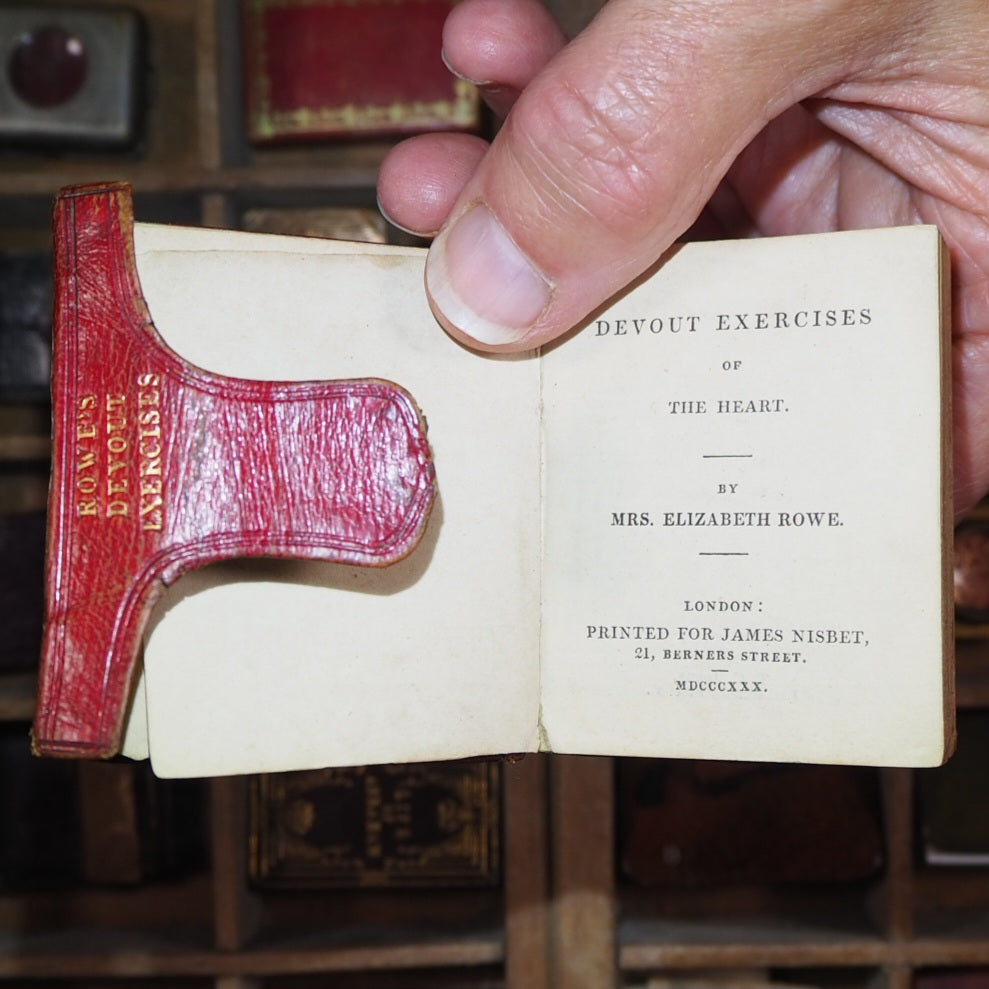 ROWE'S
DEVOUT
EXERCISES
DEVOUT EXERCISES
OF
THE HEART.
BY
MRS. ELIZABETH ROWE.
LONDON:
PRINTED FOR JAMES NISBET,
21, BERNERS STREET.
MDCCCXXX.